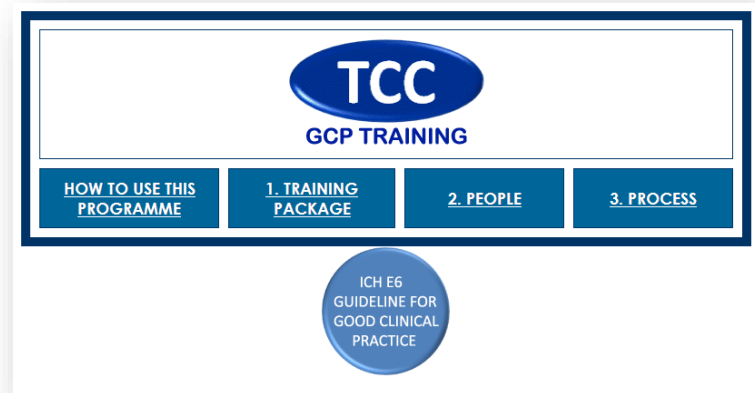 TCC
GCP TRAINING
HOW TO USE THIS
PROGRAMME
1. TRAINING
PACKAGE
2. PEOPLE
3. PROCESS
ICH E6
GUIDELINE FOR
GOOD CLINICAL
PRACTICE